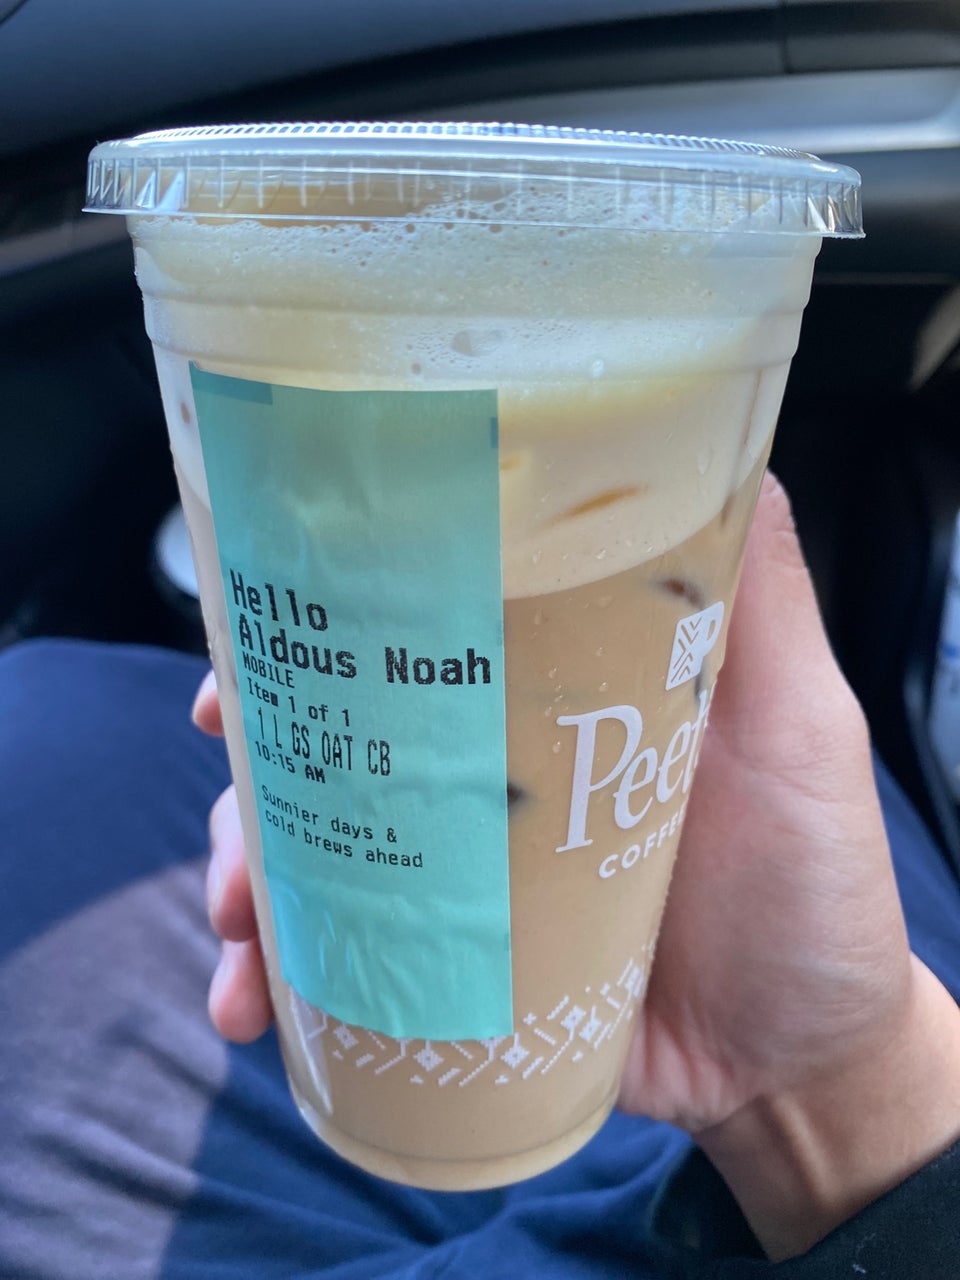 Hello
Aldous Noah
MOBILE
Item 1 of 1
1 L GS OAT CB
10:15 AM
Sunnier days &
cold brews ahead
Peet's
COFFEE